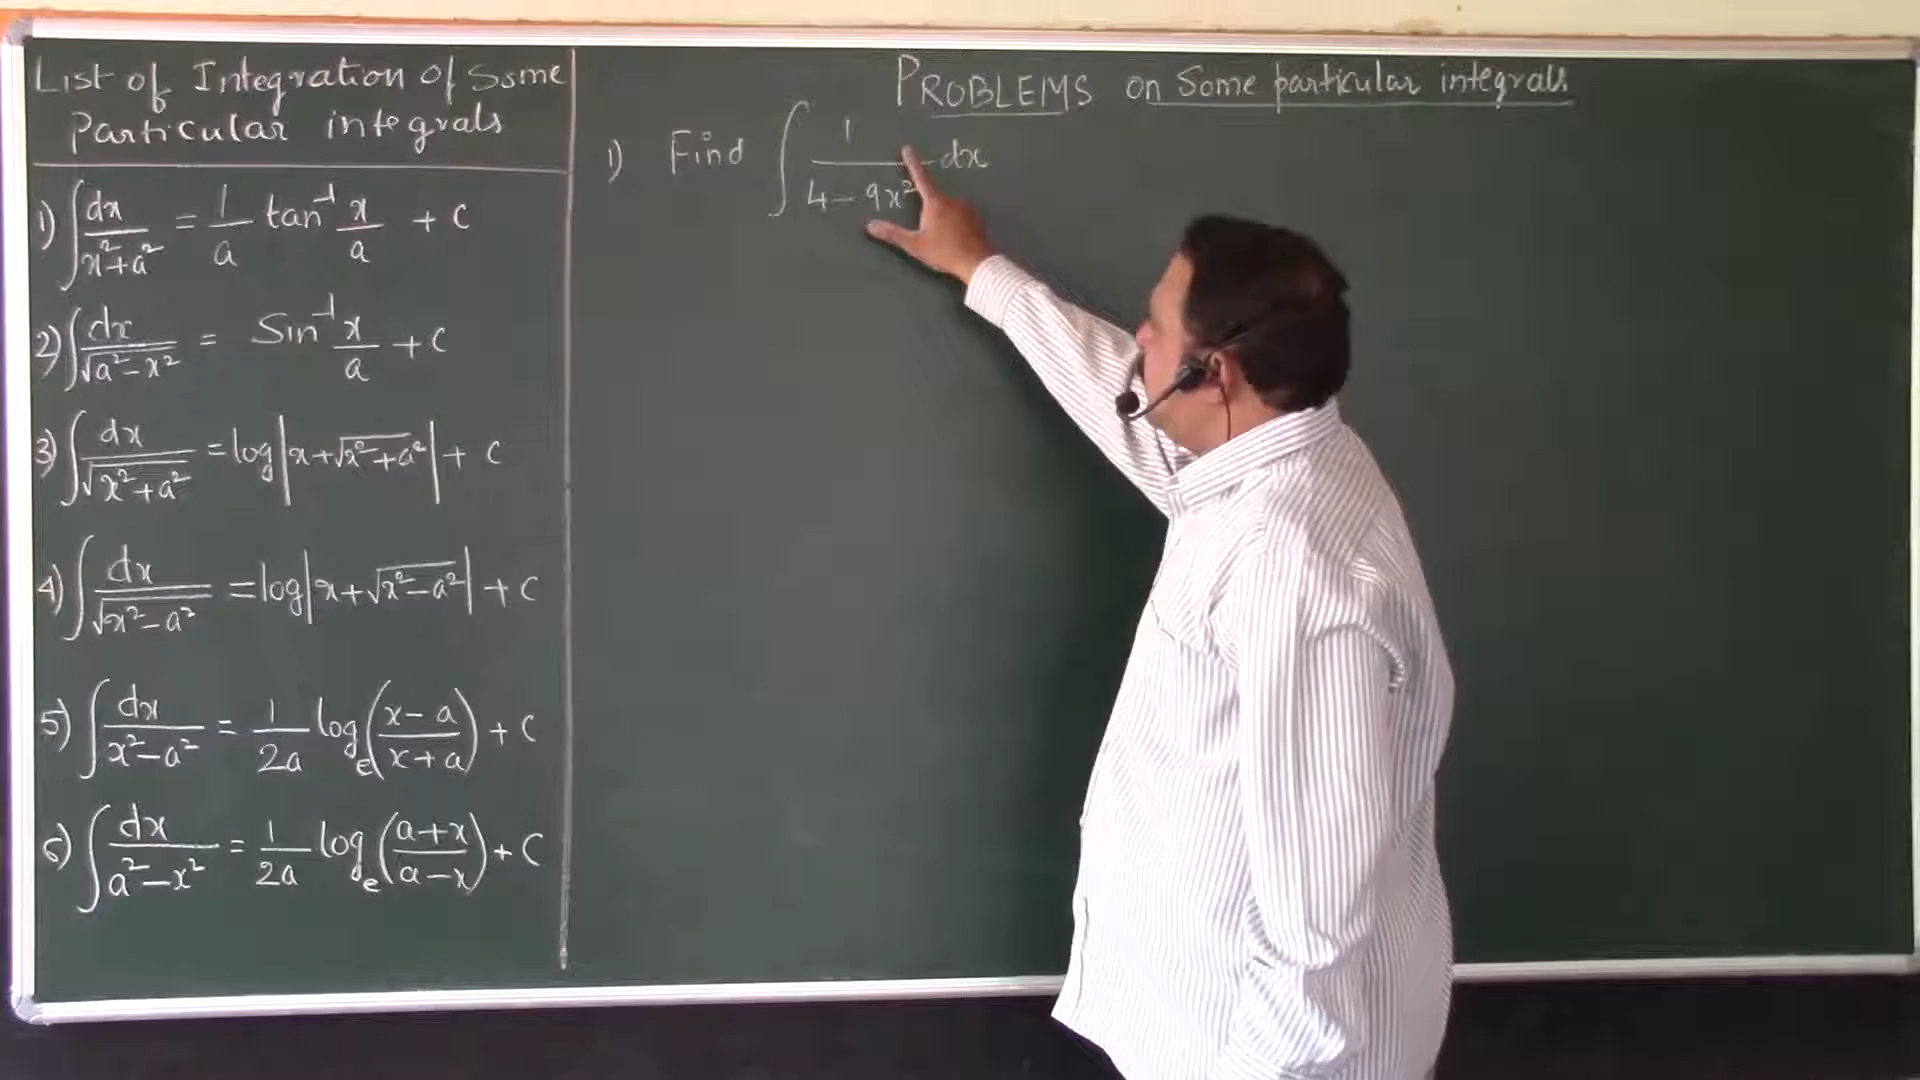 List of Integration of Some
Particular integrals
1) ∫ dx/(x²+a²) = 1/a tan⁻¹ x/a + C
2) ∫ dx/√(a²-x²) = Sin⁻¹ x/a + C
3) ∫ dx/√(x²+a²) = log|x+√(x²+a²)| + C
4) ∫ dx/√(x²-a²) = log|x+√(x²-a²)| + C
5) ∫ dx/(x²-a²) = 1/2a logₑ((x-a)/(x+a)) + C
6) ∫ dx/(a²-x²) = 1/2a logₑ((a+x)/(a-x)) + C
PROBLEMS on Some particular integrals
1) Find ∫ 1/(4-9x²) dx